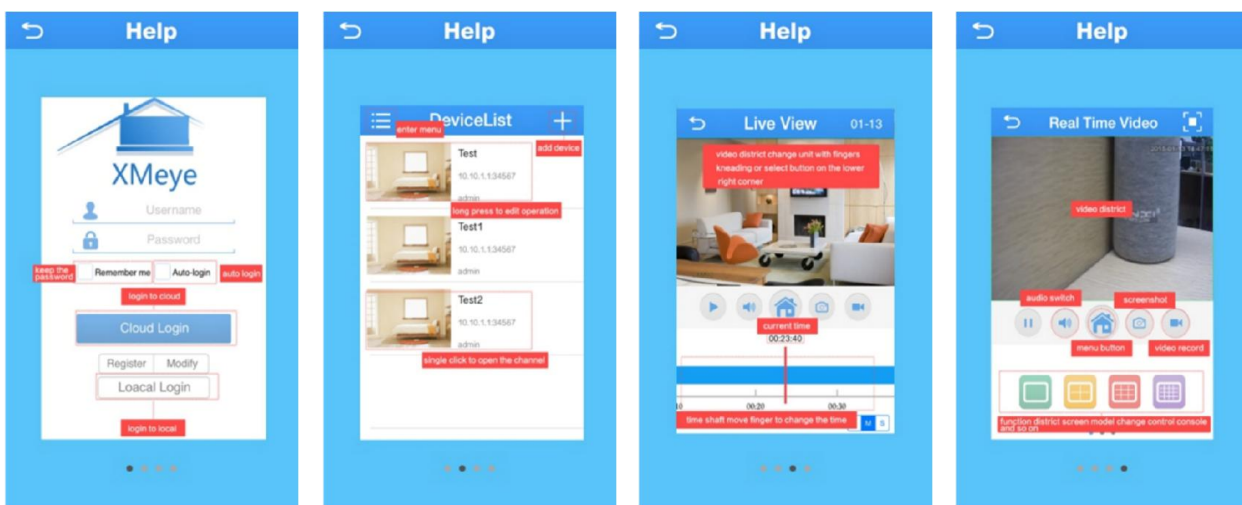 Help
XMeye
Username
Password
keep the
password
Remember me
Auto-login
auto login
login to cloud
Cloud Login
Register
Modify
Loacal Login
login to local
Help
DeviceList
enter menu
add device
Test
10.10.1.1:34567
admin
long press to edit operation
Test1
10.10.1.1:34567
admin
Test2
10.10.1.1:34567
admin
single click to open the channel
Help
Live View
01-13
video district change unit with fingers
kneading or select button on the lower
right corner
current time
00:23:40
00:20
00:30
time shaft move finger to change the time
M
Help
Real Time Video
video district
audio switch
screenshot
menu button
video record
function district screen model change control console
and so on